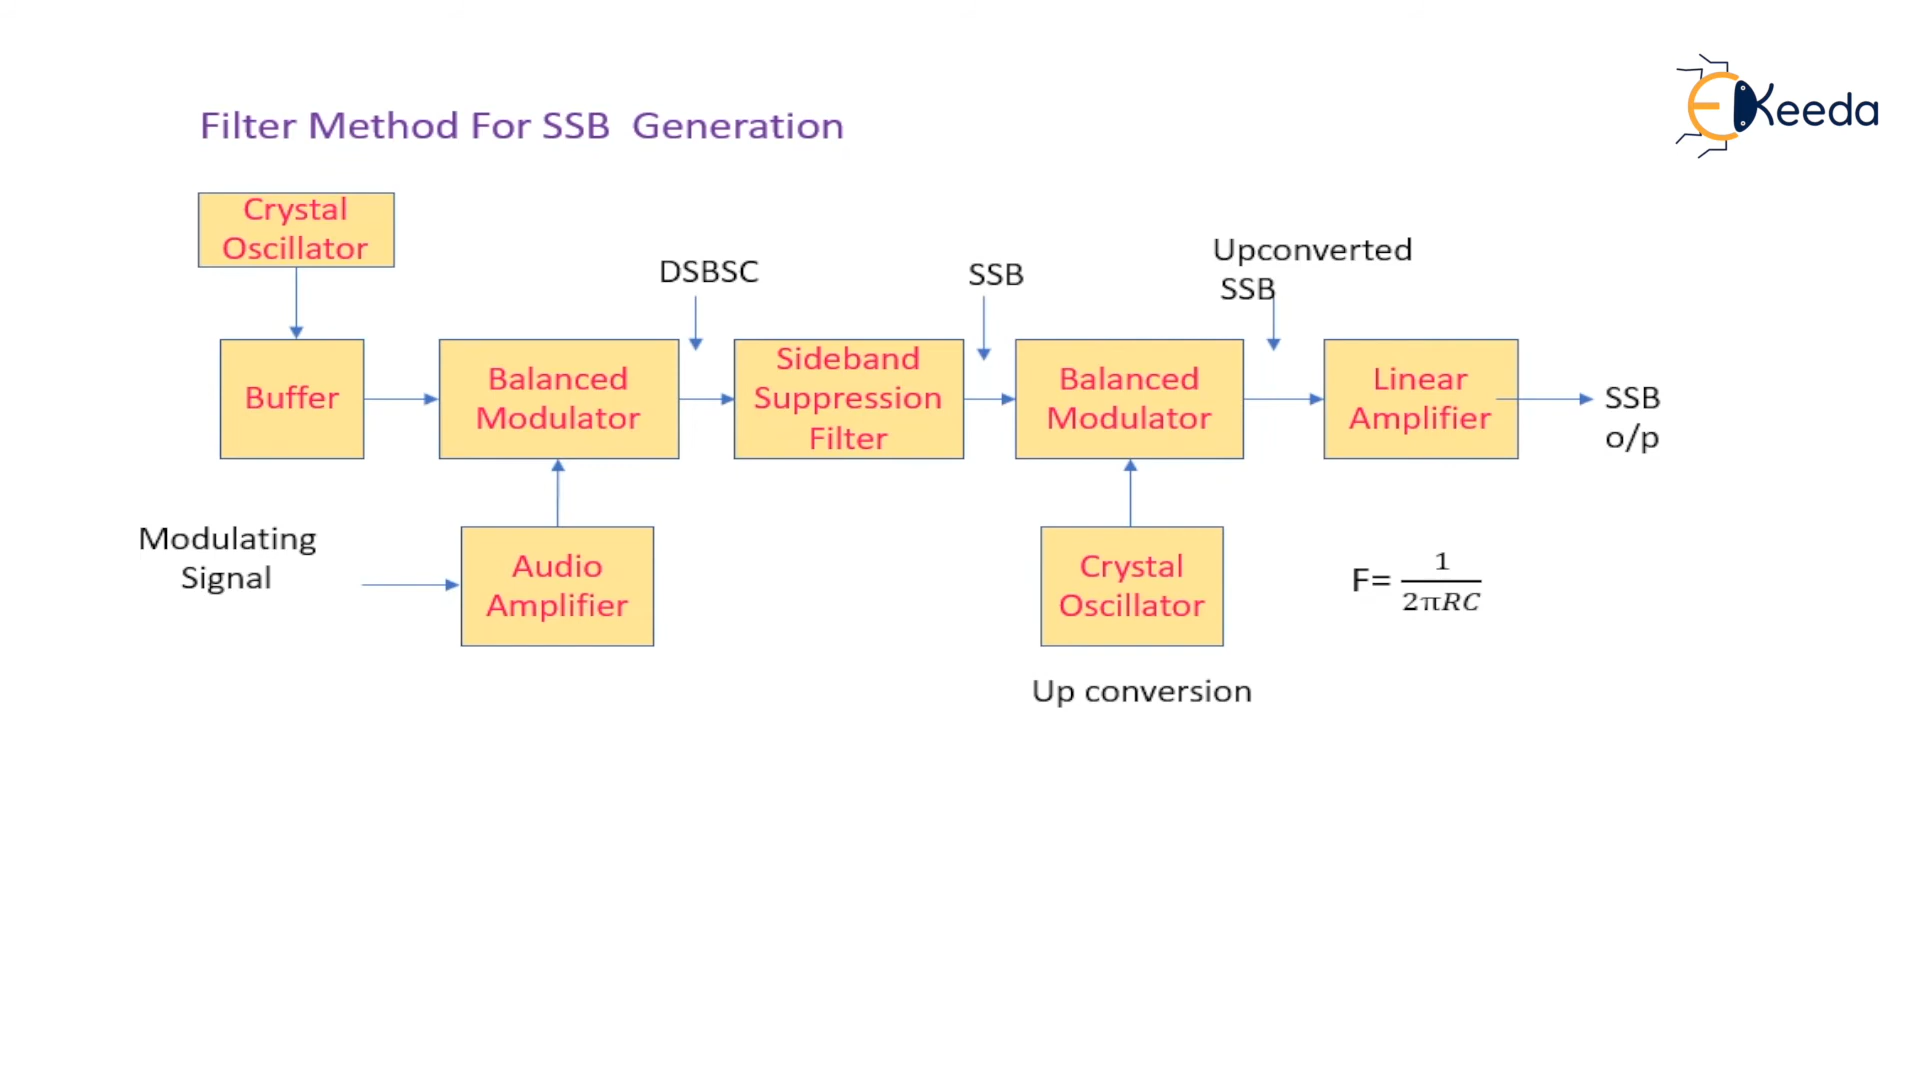 Keeda
Filter Method For SSB Generation
Crystal
Oscillator
DSBSC
SSB
Upconverted
SSB
Buffer
Balanced
Modulator
Sideband
Suppression
Filter
Balanced
Modulator
Linear
Amplifier
SSB
o/p
Modulating
Signal
Audio
Amplifier
Crystal
Oscillator
F= 1
2πRC
Up conversion